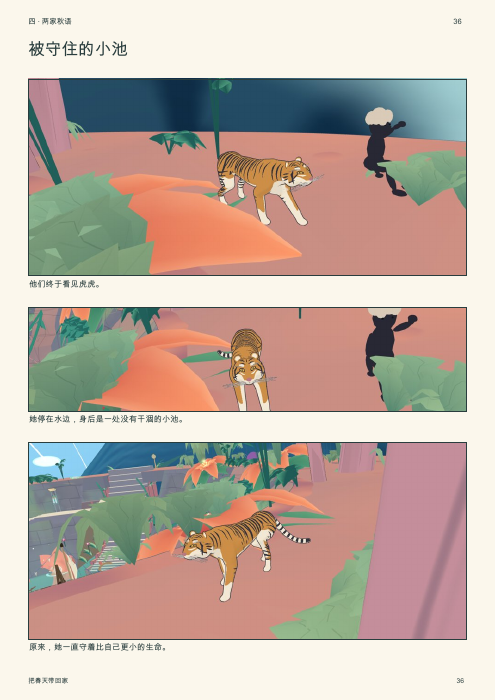 四 · 两家秋语
36
被守住的小池
他们终于看见虎虎。
她停在水边，身后是一处没有干涸的小池。
原来，她一直守着比自己更小的生命。
把春天带回家
36